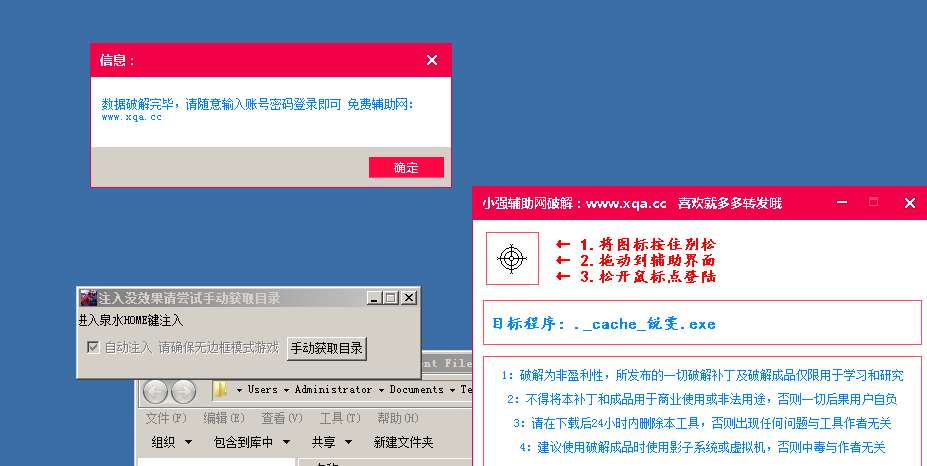 信息：
数据破解完毕，请随意输入账号密码登录即可 免费辅助网：
www.xqa.cc
确定
小强辅助网破解：www.xqa.cc 喜欢就多多转发哦
← 1.将图标按住别松
← 2.拖动到辅助界面
← 3.松开鼠标点登陆
目标程序：._cache_皖雯.exe
1：破解为非盈利性，所发布的一切破解补丁及破解成品仅限用于学习和研究
2：不得将本补丁和成品用于商业使用或非法用途，否则一切后果用户自负
3：请在下载后24小时内删除本工具，否则出现任何问题与工具作者无关
4：建议使用破解成品时使用影子系统或虚拟机，否则中毒与作者无关
注入没效果请尝试手动获取目录
进入泉水HOME键注入
自动注入 请确保无边框模式游戏 手动获取目录
ent File
Users Administrator Documents Te
文件(F) 编辑(E) 查看(V) 工具(T) 帮助(H)
组织 包含到库中 共享 新建文件夹